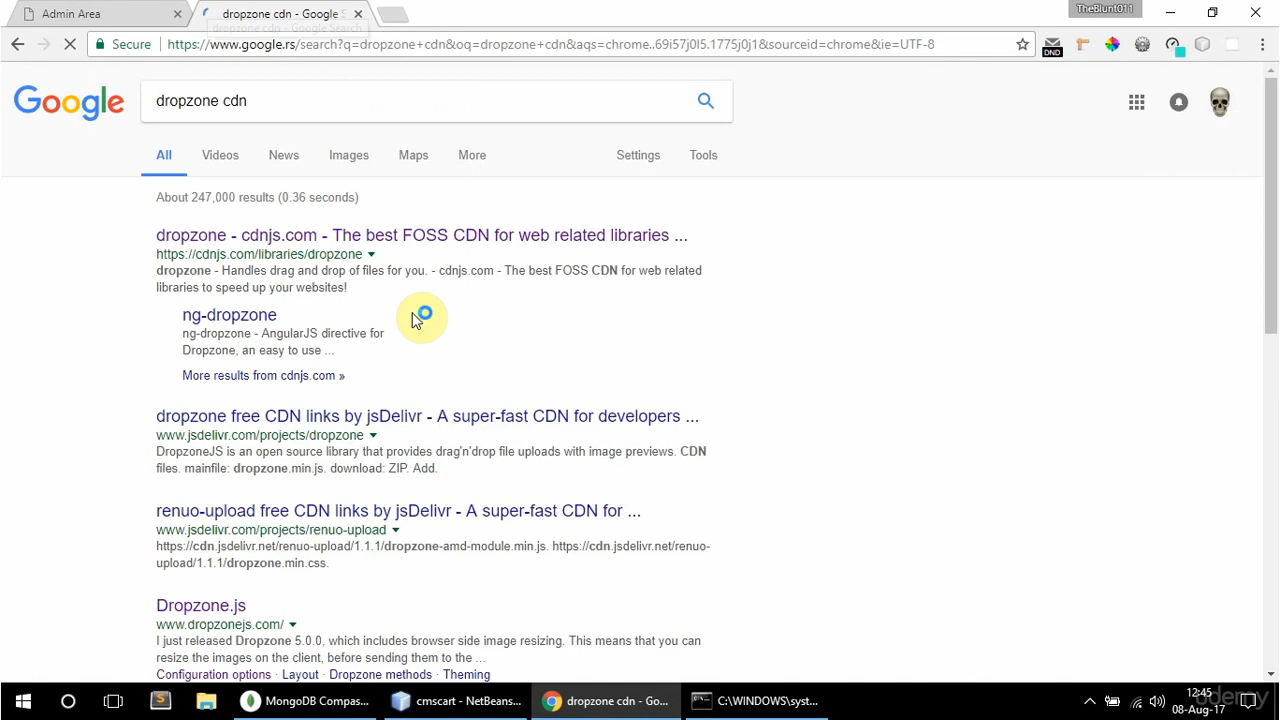 Admin Area
dropzone cdn - Google S
TheBlunt011
dropzone cdn - Google Search
Secure
https://www.google.rs/search?q=dropzone+cdn&oq=dropzone+cdn&aqs=chrome..69i57j0l5.1775j0j1&sourceid=chrome&ie=UTF-8
DND
Google
dropzone cdn
All Videos News Images Maps More Settings Tools
About 247,000 results (0.36 seconds)
dropzone - cdnjs.com - The best FOSS CDN for web related libraries ...
https://cdnjs.com/libraries/dropzone
dropzone - Handles drag and drop of files for you. - cdnjs.com - The best FOSS CDN for web related
libraries to speed up your websites!
ng-dropzone
ng-dropzone - AngularJS directive for
Dropzone, an easy to use ...
More results from cdnjs.com »
dropzone free CDN links by jsDelivr - A super-fast CDN for developers ...
www.jsdelivr.com/projects/dropzone
DropzoneJS is an open source library that provides drag'n'drop file uploads with image previews. CDN
files. mainfile: dropzone.min.js. download: ZIP. Add.
renuo-upload free CDN links by jsDelivr - A super-fast CDN for ...
www.jsdelivr.com/projects/renuo-upload
https://cdn.jsdelivr.net/renuo-upload/1.1.1/dropzone-amd-module.min.js. https://cdn.jsdelivr.net/renuo-
upload/1.1.1/dropzone.min.css.
Dropzone.js
www.dropzonejs.com/
I just released Dropzone 5.0.0, which includes browser side image resizing. This means that you can
resize the images on the client, before sending them to the ...
Configuration options · Layout · Dropzone methods · Theming
MongoDB Compas...
cmscart - NetBeans...
dropzone cdn - Go...
C:\WINDOWS\syst...
12:45
08-Aug-17
udemy